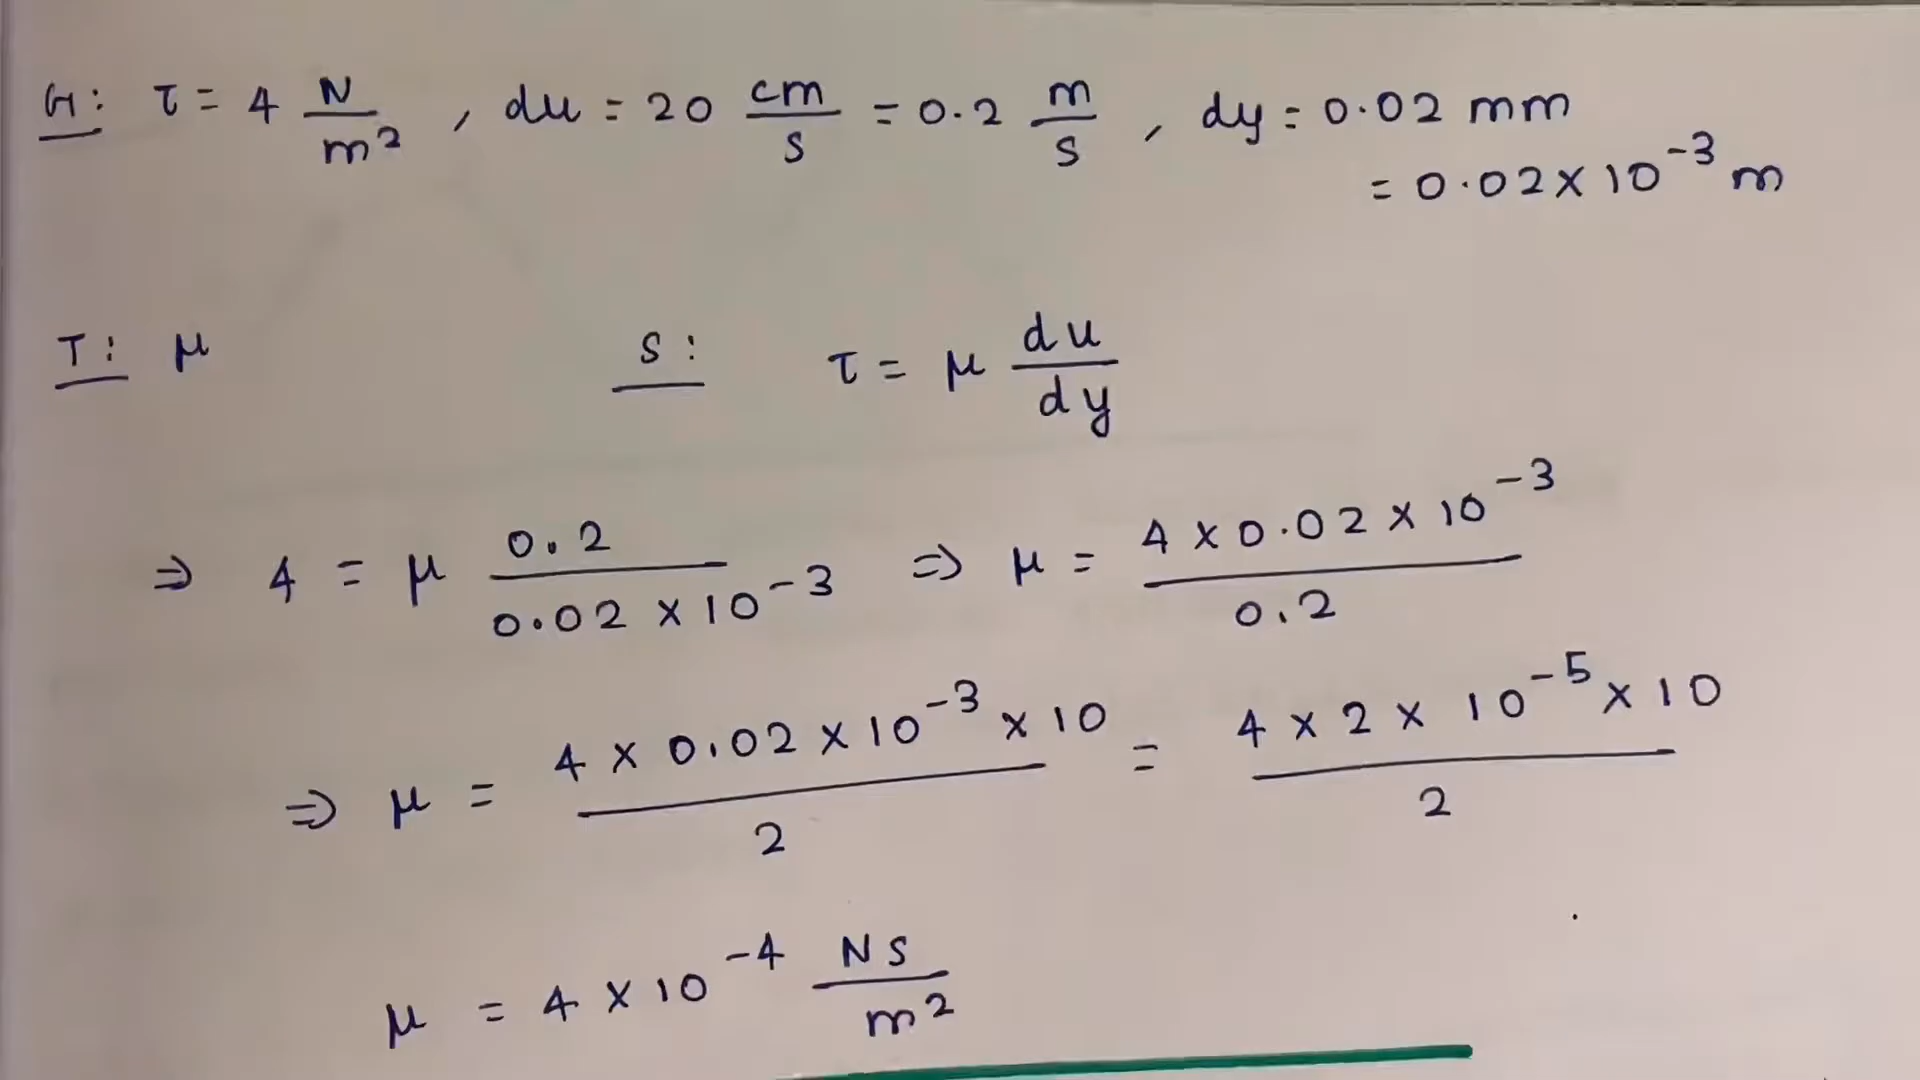 G: τ = 4 N/m², du = 20 cm/s = 0.2 m/s, dy = 0.02 mm
= 0.02 × 10⁻³ m
T: μ S: τ = μ du/dy
⇒ 4 = μ 0.2/0.02 × 10⁻³ ⇒ μ = 4 × 0.02 × 10⁻³/0.2
⇒ μ = 4 × 0.02 × 10⁻³ × 10/2 = 4 × 2 × 10⁻⁵ × 10/2
μ = 4 × 10⁻⁴ NS/m²